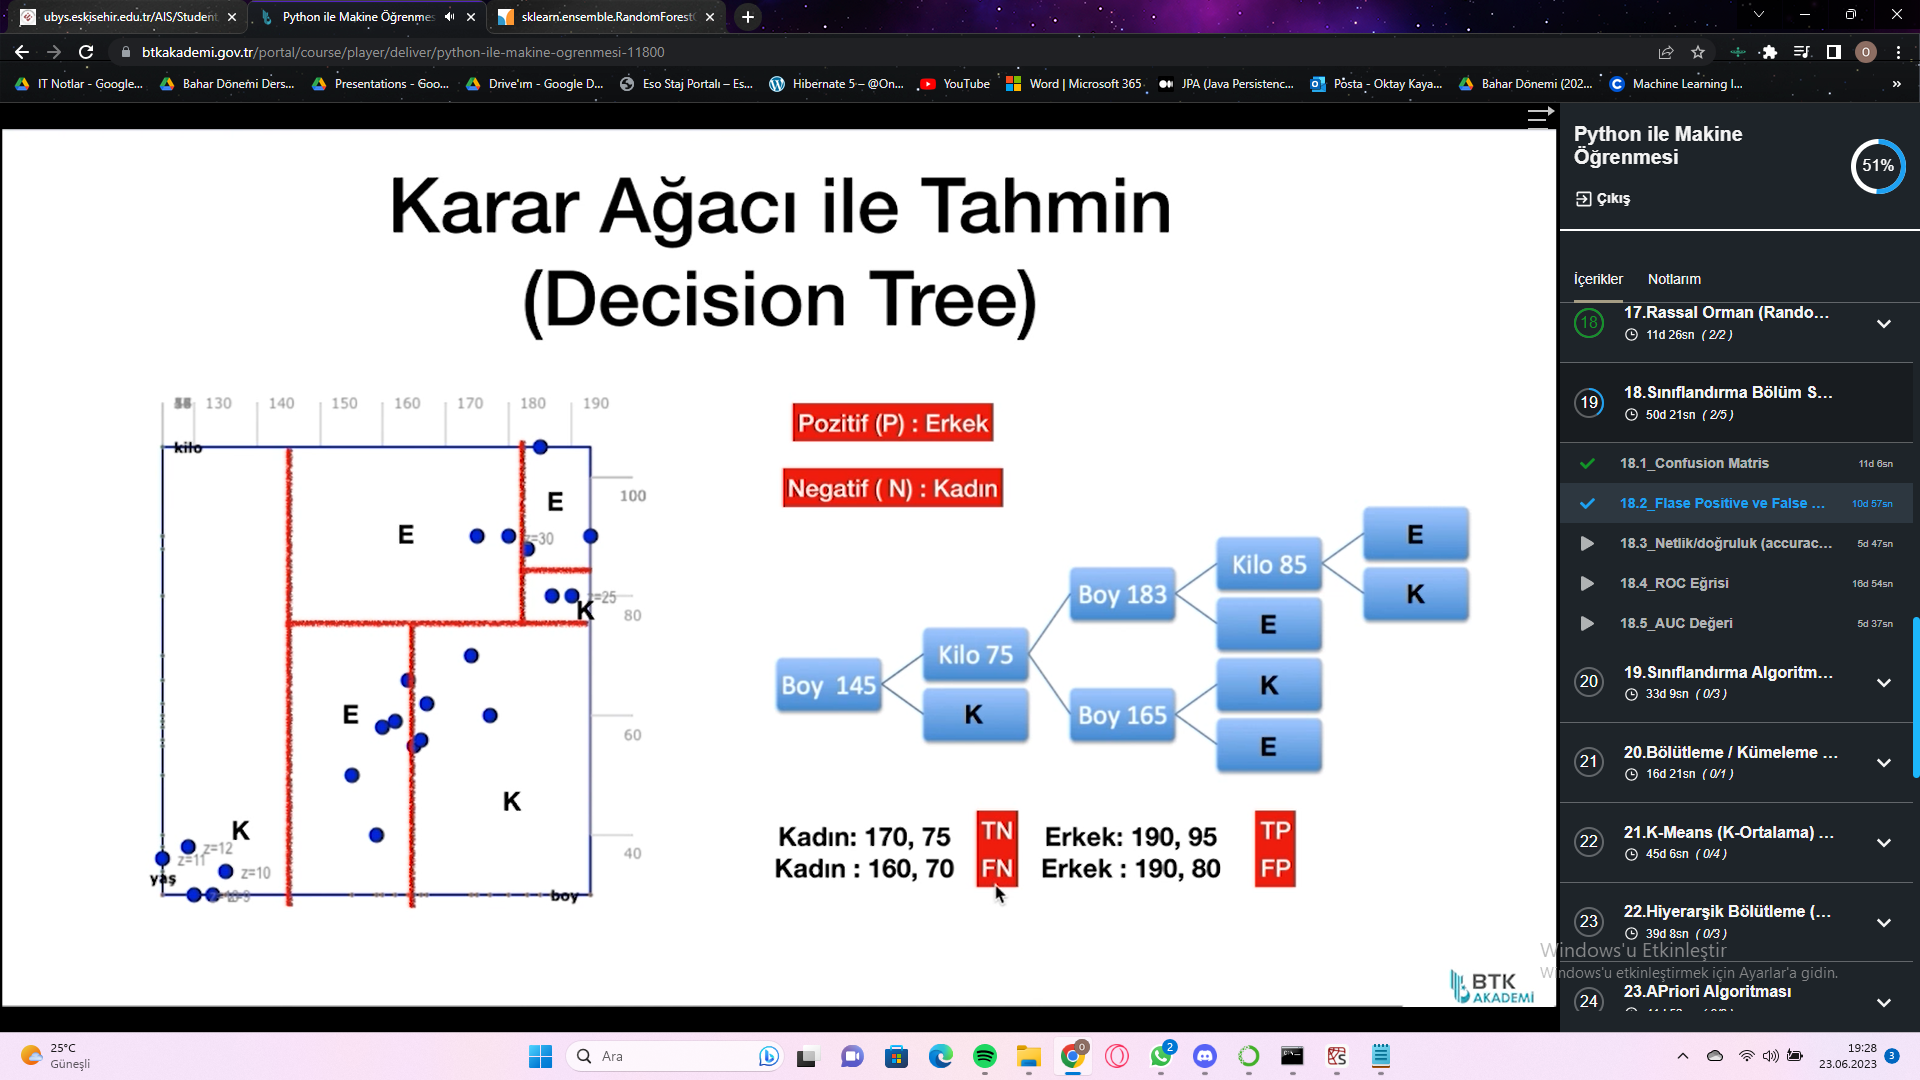 ubys.eskisehir.edu.tr/AIS/Student
Python ile Makine Öğrenmes
sklearn.ensemble.RandomForest
btkakademi.gov.tr/portal/course/player/deliver/python-ile-makine-ogrenmesi-11800
O
IT Notlar - Google...
Bahar Dönemi Ders...
Presentations - Goo...
Drive'ım - Google D...
Eso Staj Portalı – Es...
Hibernate 5 – @On...
YouTube
Word | Microsoft 365
JPA (Java Persistenc...
Posta - Oktay Kaya...
Bahar Dönemi (202...
Machine Learning I...
»
Karar Ağacı ile Tahmin
(Decision Tree)
130 140 150 160 170 180 190
kilo
100
80
60
40
E
E
z=30
z=25
K
E
K
K
z=12
z=11
z=10
yaş
boy
Pozitif (P) : Erkek
Negatif ( N) : Kadın
Boy 145
Kilo 75
K
Boy 183
Boy 165
Kilo 85
E
K
E
E
K
Kadın: 170, 75 TN Erkek: 190, 95 TP
Kadın : 160, 70 FN Erkek : 190, 80 FP
BTK
AKADEMİ
Python ile Makine
Öğrenmesi
51%
Çıkış
İçerikler Notlarım
18 17.Rassal Orman (Rando...
11d 26sn ( 2/2 )
19 18.Sınıflandırma Bölüm S...
50d 21sn ( 2/5 )
18.1_Confusion Matris 11d 6sn
18.2_Flase Positive ve False ... 10d 57sn
18.3_Netlik/doğruluk (accurac... 5d 47sn
18.4_ROC Eğrisi 16d 54sn
18.5_AUC Değeri 5d 37sn
20 19.Sınıflandırma Algoritm...
33d 9sn ( 0/3 )
21 20.Bölütleme / Kümeleme ...
16d 21sn ( 0/1 )
22 21.K-Means (K-Ortalama) ...
45d 6sn ( 0/4 )
23 22.Hiyerarşik Bölütleme (...
39d 8sn ( 0/3 )
Windows'u Etkinleştir
Windows'u etkinleştirmek için Ayarlar'a gidin.
24 23.APriori Algoritması
25°C
Güneşli
Ara
0
2
19:28
23.06.2023
3